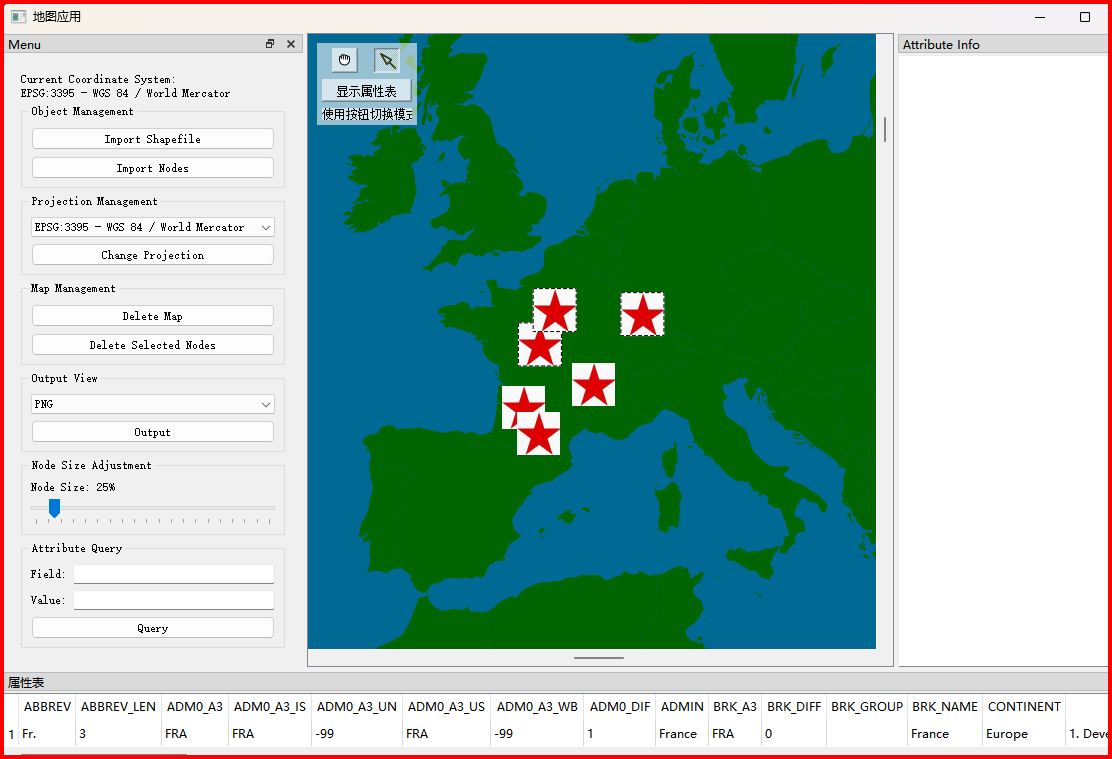 地图应用
Menu
Current Coordinate System:
EPSG:3395 - WGS 84 / World Mercator
Object Management
Import Shapefile
Import Nodes
Projection Management
EPSG:3395 - WGS 84 / World Mercator
Change Projection
Map Management
Delete Map
Delete Selected Nodes
Output View
PNG
Output
Node Size Adjustment
Node Size: 25%
Attribute Query
Field:
Value:
Query
显示属性表
使用按钮切换模式
Attribute Info
属性表
ABBREV ABBREV_LEN ADM0_A3 ADM0_A3_IS ADM0_A3_UN ADM0_A3_US ADM0_A3_WB ADM0_DIF ADMIN BRK_A3 BRK_DIFF BRK_GROUP BRK_NAME CONTINENT
1 Fr. 3 FRA FRA -99 FRA -99 1 France FRA 0 France Europe 1. Deve